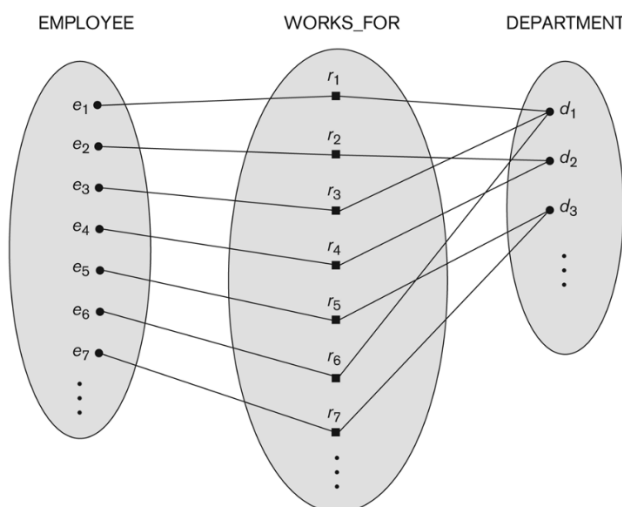 EMPLOYEE WORKS_FOR DEPARTMENT
e1
e2
e3
e4
e5
e6
e7
r1
r2
r3
r4
r5
r6
r7
d1
d2
d3